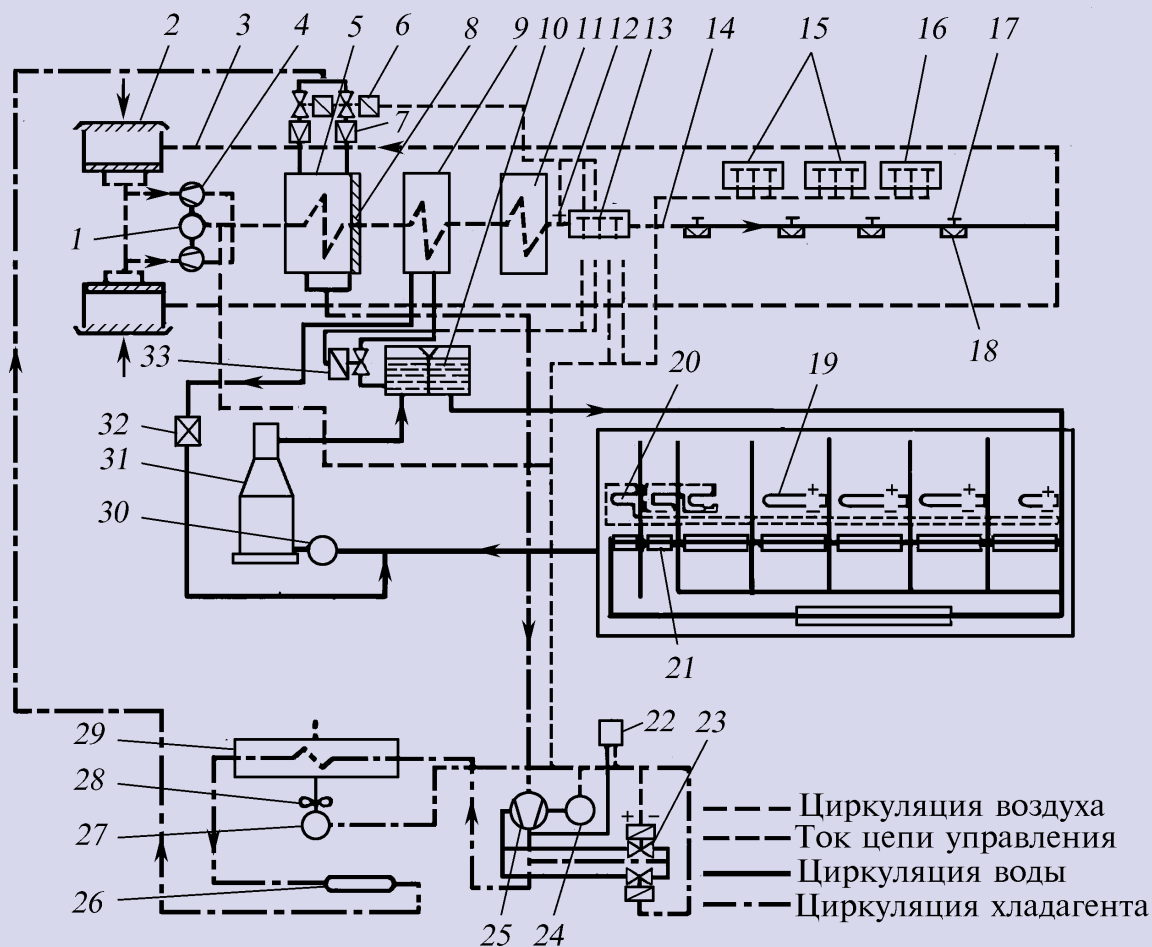 2 3 4 5 6 8 9 10 11 12 13 14 15 16 17
7
1
18
33
20 19
32
31
30
21
29
22 23
28
27
+ -
26
25 24
+ + + +
Циркуляция воздуха
Ток цепи управления
Циркуляция воды
Циркуляция хладагента